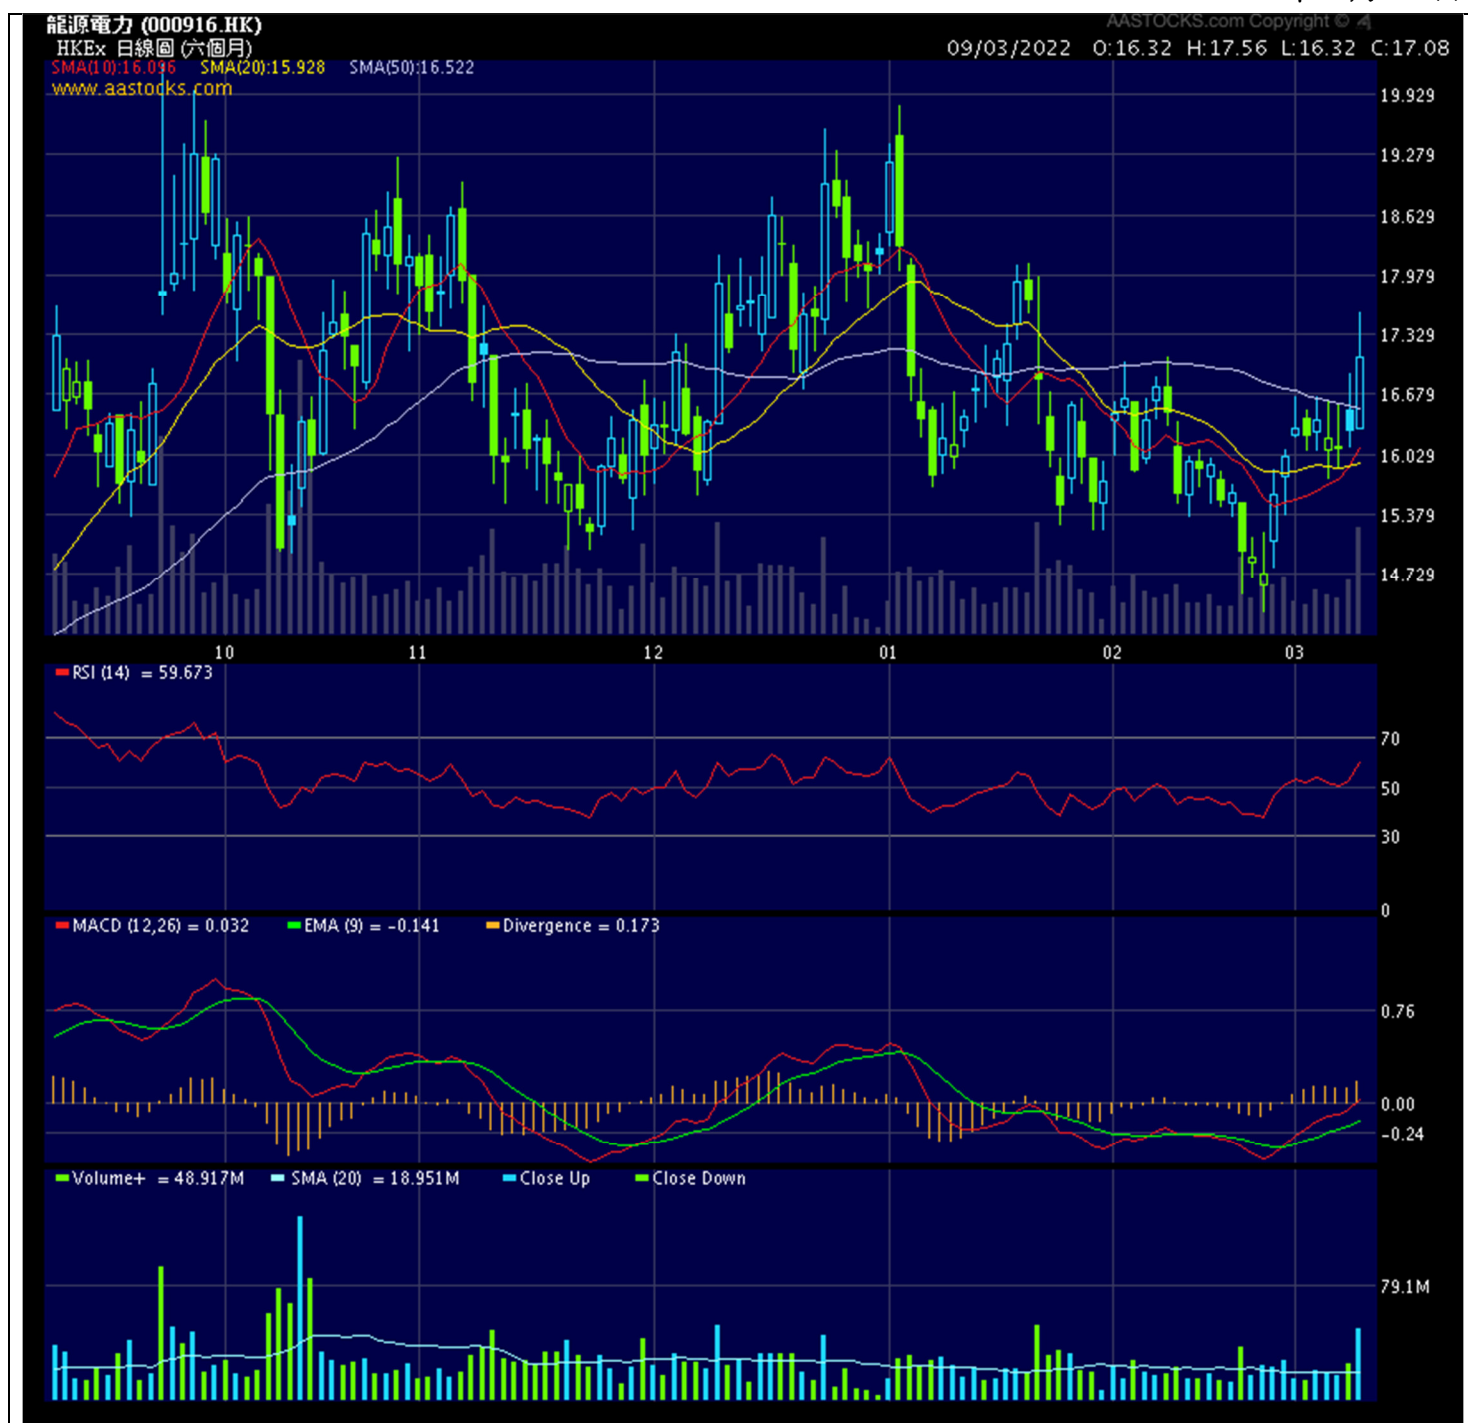 AASTOCKS.com Copyright ©
龍源電力 (000916.HK)
HKEx 日線圖 (六個月)
09/03/2022 O:16.32 H:17.56 L:16.32 C:17.08
SMA(10):16.096 SMA(20):15.928 SMA(50):16.522
www.aastocks.com
19.929
19.279
18.629
17.979
17.329
16.679
16.029
15.379
14.729
10 11 12 01 02 03
RSI (14) = 59.673
70
50
30
0
MACD (12,26) = 0.032 EMA (9) = -0.141 Divergence = 0.173
0.76
0.00
-0.24
Volume+ = 48.917M SMA (20) = 18.951M Close Up Close Down
79.1M